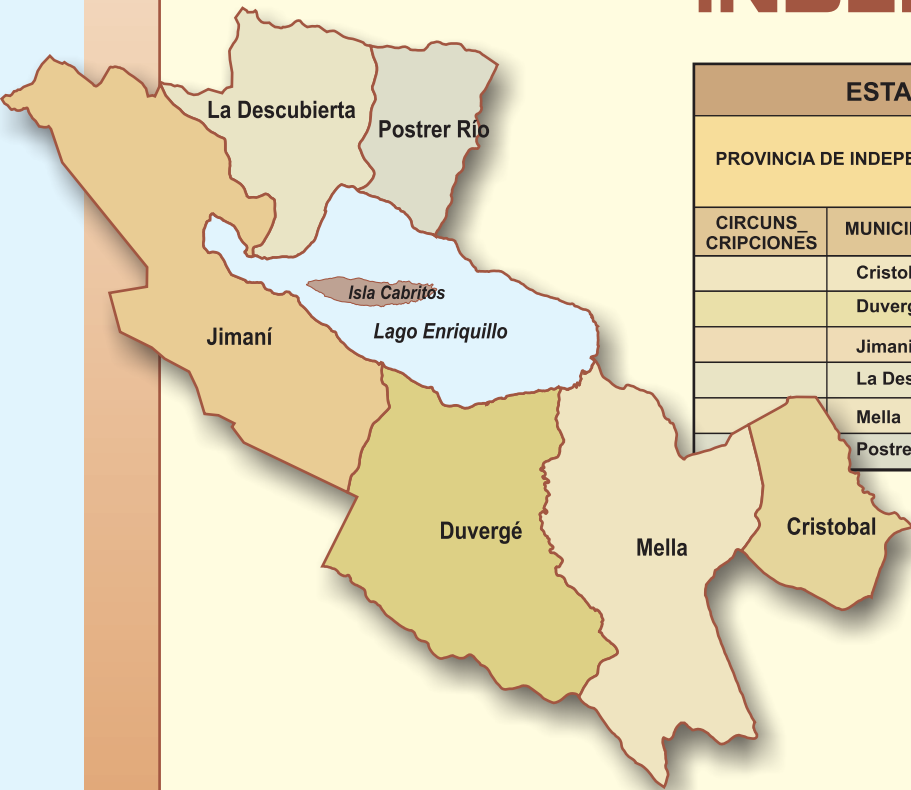 La Descubierta
Postrer Río
Isla Cabritos
Lago Enriquillo
Jimaní
Duvergé
Mella
Cristobal
ESTA
PROVINCIA DE INDEPE
CIRCUNS_
CRIPCIONES
MUNICI
Cristol
Duverg
Jimani
La Des
Mella
Postre